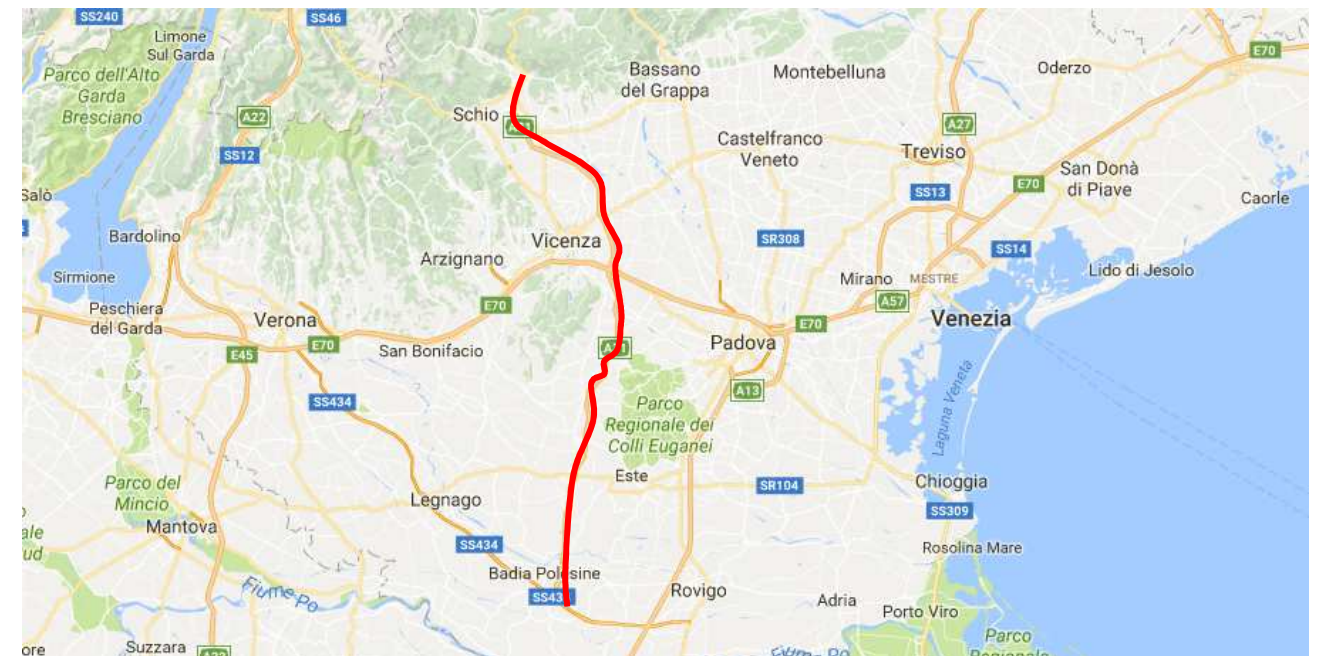 SS240
SS46
Limone
Sul Garda
E70
Bassano
del Grappa
Montebelluna
Oderzo
Parco dell'Alto
Garda
Bresciano
A22
Schio
A27
Castelfranco
Veneto
Treviso
SS12
San Donà
di Piave
E70
SS13
Salò
Caorle
Bardolino
Vicenza
SR308
SS14
Arzignano
Sirmione
Mirano
MESTRE
Lido di Jesolo
Peschiera
del Garda
E70
A57
Verona
E70
Venezia
E70
San Bonifacio
Padova
E45
A13
SS434
Parco
Regionale dei
Colli Euganei
Laguna Veneta
Este
Parco del
Mincio
Legnago
SR104
Chioggia
SS309
Mantova
SS434
Rosolina Mare
Badia Polesine
Fiume Po
Rovigo
Adria
Porto Viro
Parco
Suzzara